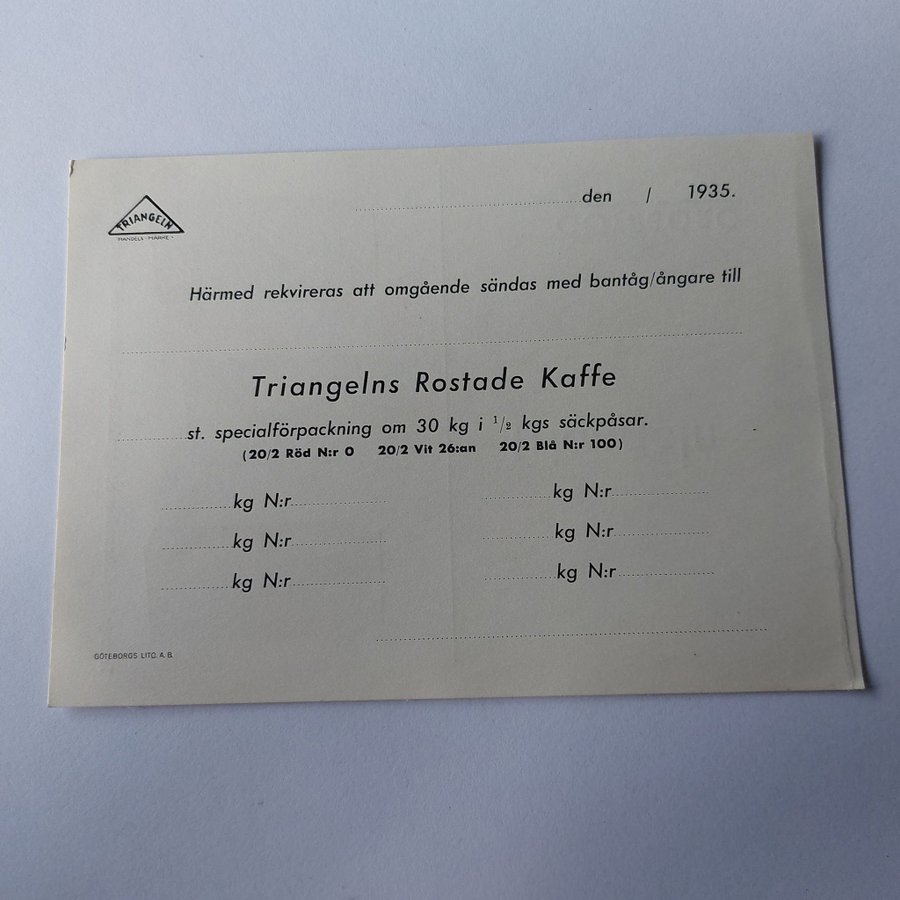 TRIANGELN
HANDELS-MÄRKE
den / 1935.
Härmed rekvireras att omgående sändas med bantåg/ångare till
Triangelns Rostade Kaffe
st. specialförpackning om 30 kg i 1/2 kgs säckpåsar.
(20/2 Röd N:r 0 20/2 Vit 26:an 20/2 Blå N:r 100)
kg N:r kg N:r
kg N:r kg N:r
kg N:r kg N:r
GÖTEBORGS LITO. A. B.